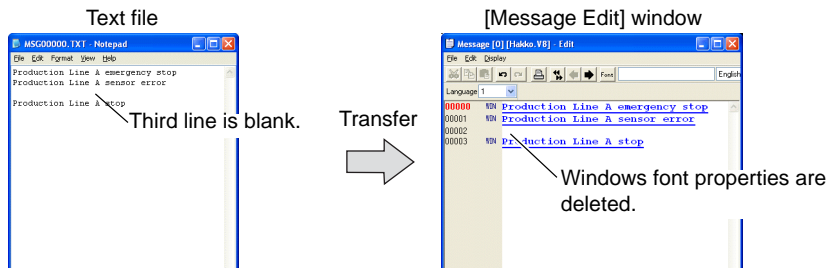 Text file
[Message Edit] window
MSG00000.TXT - Notepad
File Edit Format View Help
Production Line A emergency stop
Production Line A sensor error
Production Line A stop
Third line is blank.
Transfer
Message [0] [Hakko.V8] - Edit
File Edit Display
Font
English
Language 1
00000 WIN Production Line A emergency stop
00001 WIN Production Line A sensor error
00002
00003 WIN Production Line A stop
Windows font properties are
deleted.